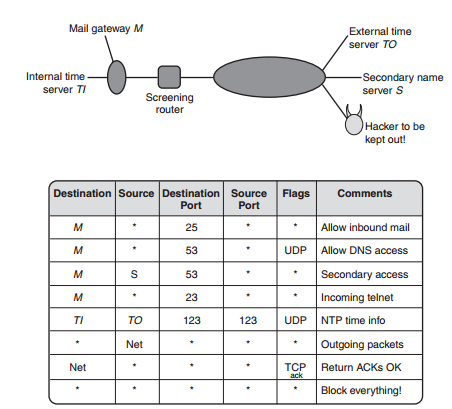 Mail gateway M
External time
server TO
Internal time
server TI
Screening
router
Secondary name
server S
Hacker to be
kept out!
Destination Source Destination Port Source Port Flags Comments
M * 25 * * Allow inbound mail
M * 53 * UDP Allow DNS access
M S 53 * * Secondary access
M * 23 * * Incoming telnet
TI TO 123 123 UDP NTP time info
* Net * * * Outgoing packets
Net * * * TCP ack Return ACKs OK
* * * * * Block everything!